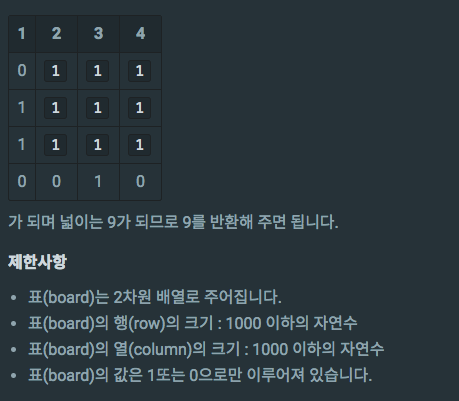 1 2 3 4
0 1 1 1
1 1 1 1
1 1 1 1
0 0 1 0
가 되며 넓이는 9가 되므로 9를 반환해 주면 됩니다.
제한사항
• 표(board)는 2차원 배열로 주어집니다.
• 표(board)의 행(row)의 크기 : 1000 이하의 자연수
• 표(board)의 열(column)의 크기 : 1000 이하의 자연수
• 표(board)의 값은 1또는 0으로만 이루어져 있습니다.